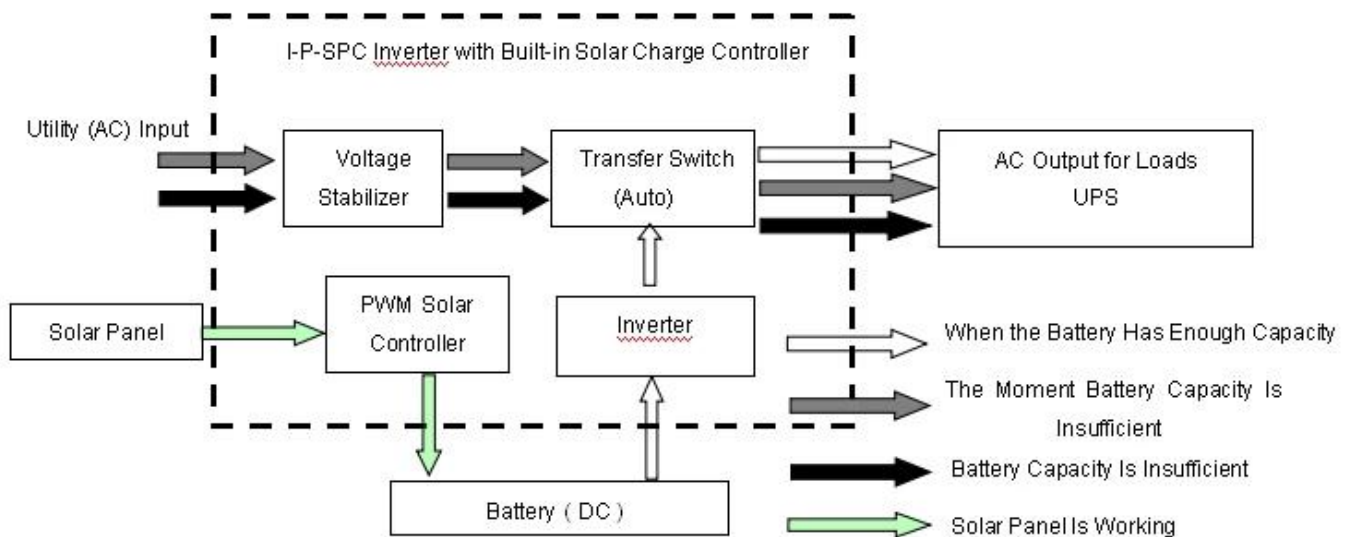 I-P-SPC Inverter with Built-in Solar Charge Controller
Utility (AC) Input
Voltage
Stabilizer
Transfer Switch
(Auto)
AC Output for Loads
UPS
Solar Panel
PWM Solar
Controller
Inverter
Battery ( DC )
When the Battery Has Enough Capacity
The Moment Battery Capacity Is
Insufficient
Battery Capacity Is Insufficient
Solar Panel Is Working